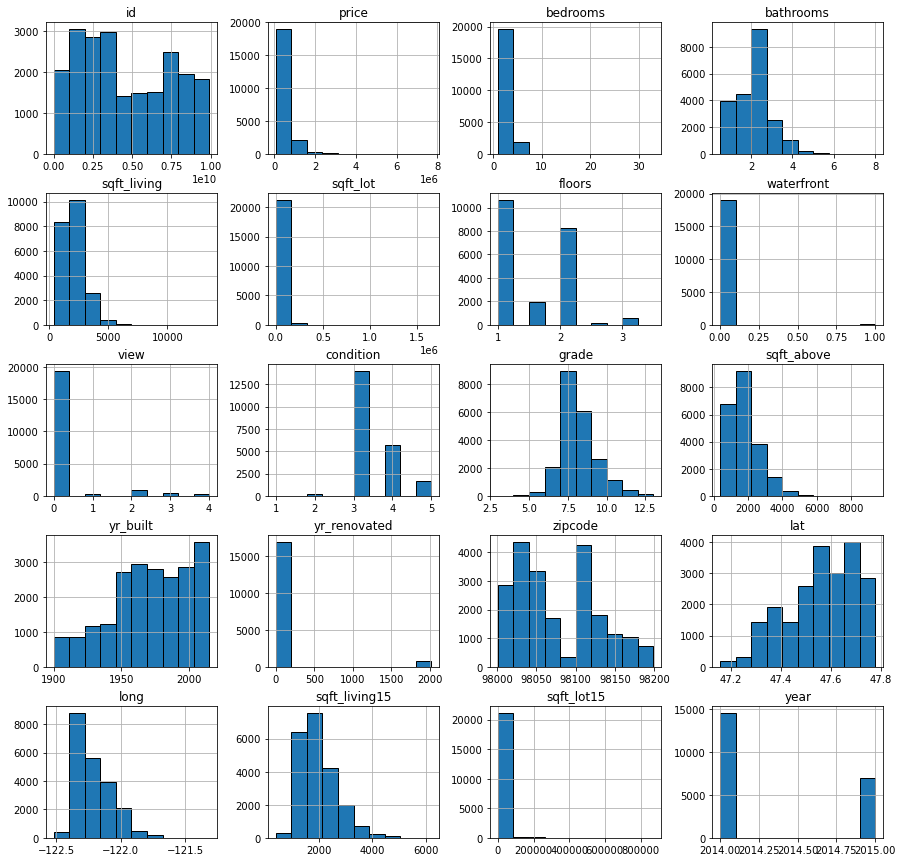 id price bedrooms bathrooms
3000 2000 1000 0
20000 15000 10000 5000 0
20000 15000 10000 5000 0
8000 6000 4000 2000 0
0.00 0.25 0.50 0.75 1.00
1e10
0 2 4 6 8
1e6
0 10 20 30
2 4 6 8
sqft_living sqft_lot floors waterfront
10000 8000 6000 4000 2000 0
20000 15000 10000 5000 0
10000 8000 6000 4000 2000 0
20000 15000 10000 5000 0
0 5000 10000
0.0 0.5 1.0 1.5
1e6
1 2 3
0.00 0.25 0.50 0.75 1.00
view condition grade sqft_above
20000 15000 10000 5000 0
12500 10000 7500 5000 2500 0
8000 6000 4000 2000 0
8000 6000 4000 2000 0
0 1 2 3 4
1 2 3 4 5
2.5 5.0 7.5 10.0 12.5
0 2000 4000 6000 8000
yr_built yr_renovated zipcode lat
3000 2000 1000 0
15000 10000 5000 0
4000 3000 2000 1000 0
4000 3000 2000 1000 0
1900 1950 2000
0 500 1000 1500 2000
98000 98050 98100 98150 98200
47.2 47.4 47.6 47.8
long sqft_living15 sqft_lot15 year
8000 6000 4000 2000 0
6000 4000 2000 0
20000 15000 10000 5000 0
15000 10000 5000 0
−122.5 −122.0 −121.5
2000 4000 6000
0 200000 400000 600000 800000
2014.00 2014.25 2014.50 2014.75 2015.00